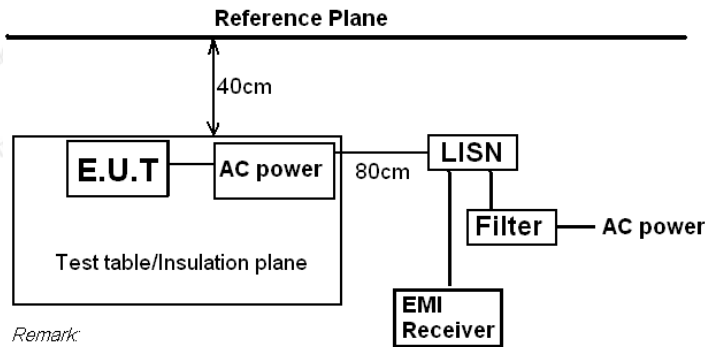 Reference Plane
40cm
E.U.T
AC power
80cm
LISN
Filter
AC power
Test table/Insulation plane
EMI
Receiver
Remark: